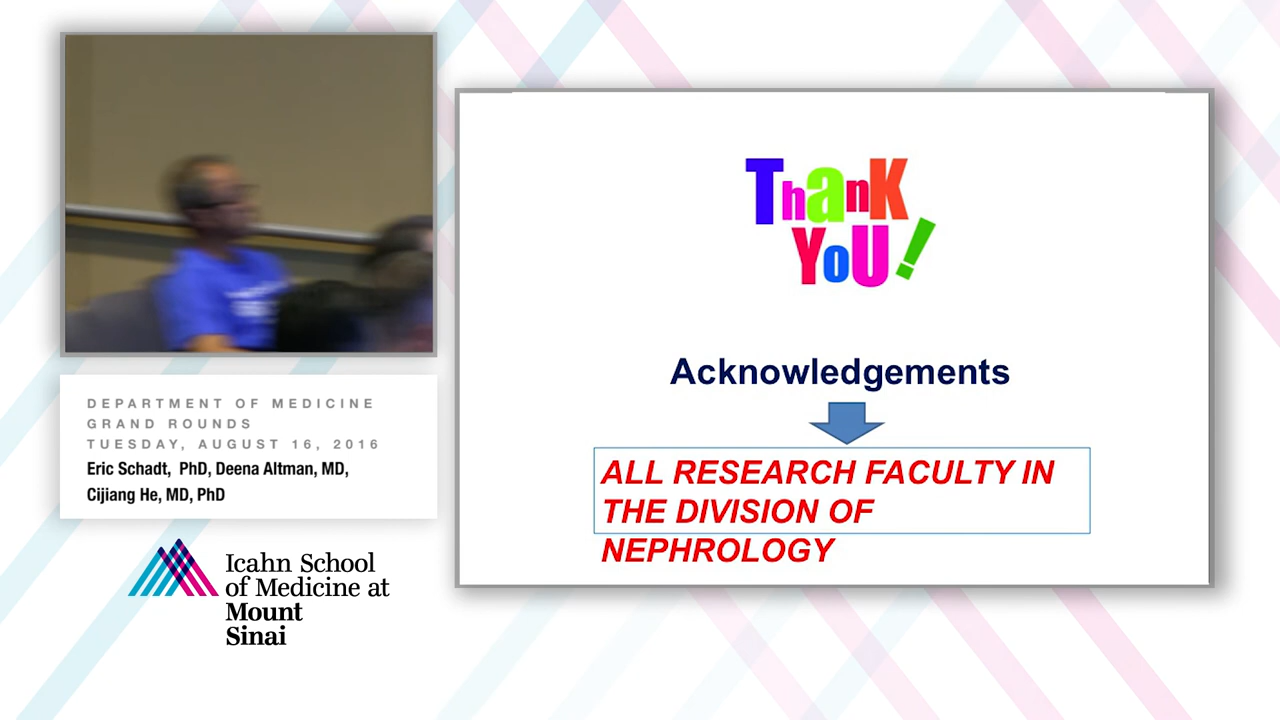 DEPARTMENT OF MEDICINE
GRAND ROUNDS
TUESDAY, AUGUST 16, 2016
Eric Schadt, PhD, Deena Altman, MD,
Cijiang He, MD, PhD
Icahn School
of Medicine at
Mount
Sinai
ThanK
YoU!
Acknowledgements
ALL RESEARCH FACULTY IN
THE DIVISION OF
NEPHROLOGY